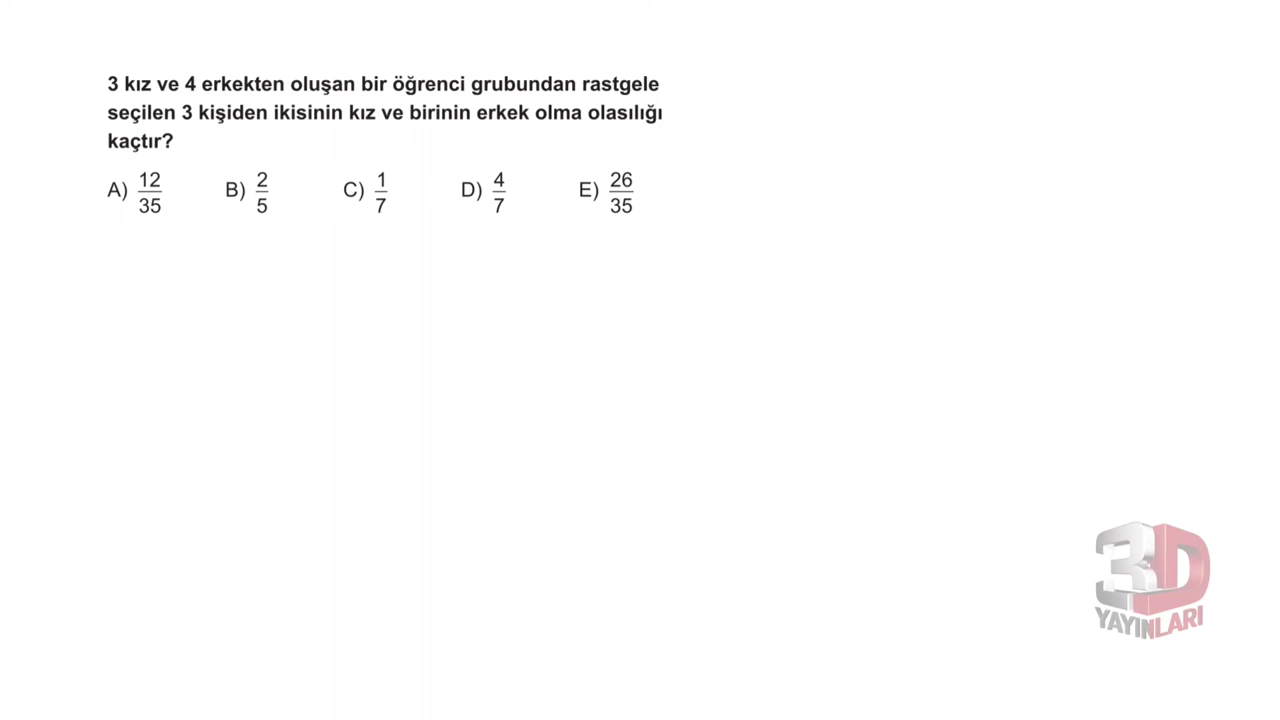 3 kız ve 4 erkekten oluşan bir öğrenci grubundan rastgele
seçilen 3 kişiden ikisinin kız ve birinin erkek olma olasılığı
kaçtır?
A) 12/35 B) 2/5 C) 1/7 D) 4/7 E) 26/35
3D
YAYINLARI